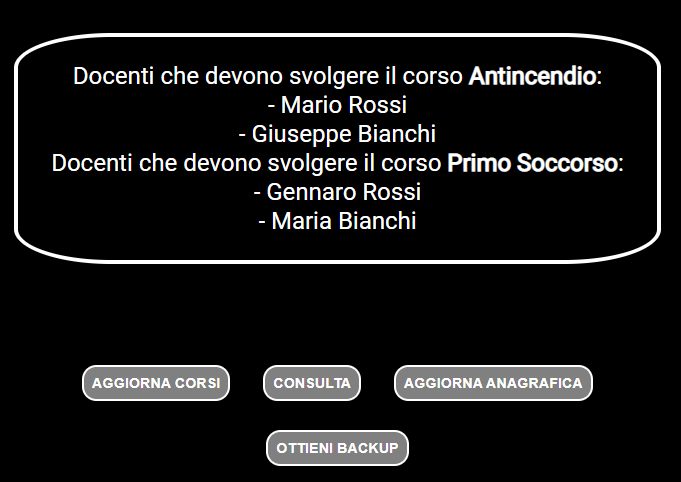 Docenti che devono svolgere il corso Antincendio:
- Mario Rossi
- Giuseppe Bianchi
Docenti che devono svolgere il corso Primo Soccorso:
- Gennaro Rossi
- Maria Bianchi
AGGIORNA CORSI CONSULTA AGGIORNA ANAGRAFICA
OTTIENI BACKUP